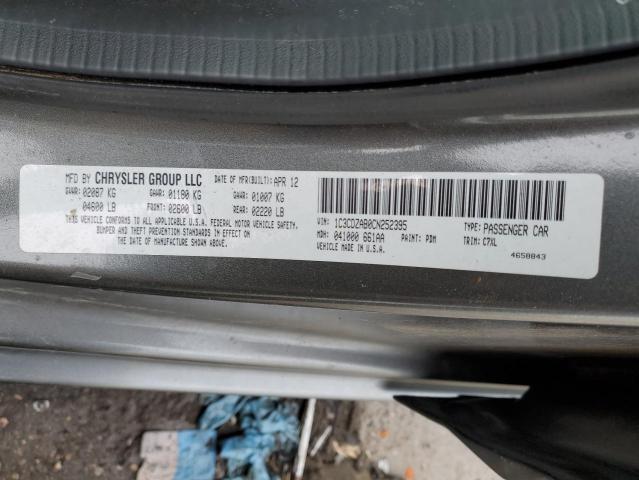 MFD BY CHRYSLER GROUP LLC DATE OF MFR(BUILT): APR 12
GVWR: 02087 KG GAWR: 01180 KG GAWR: 01007 KG
04600 LB FRONT: 02600 LB REAR: 02220 LB
THIS VEHICLE CONFORMS TO ALL APPLICABLE U.S.A. FEDERAL MOTOR VEHICLE SAFETY,
BUMPER AND THEFT PREVENTION STANDARDS IN EFFECT ON
THE DATE OF MANUFACTURE SHOWN ABOVE.
VIN: 1C3CDZAB0CN252395 TYPE: PASSENGER CAR
MDH: 041000 661AA PAINT: PDM TRIM: C7XL
VEHICLE MADE IN U.S.A.
4658843